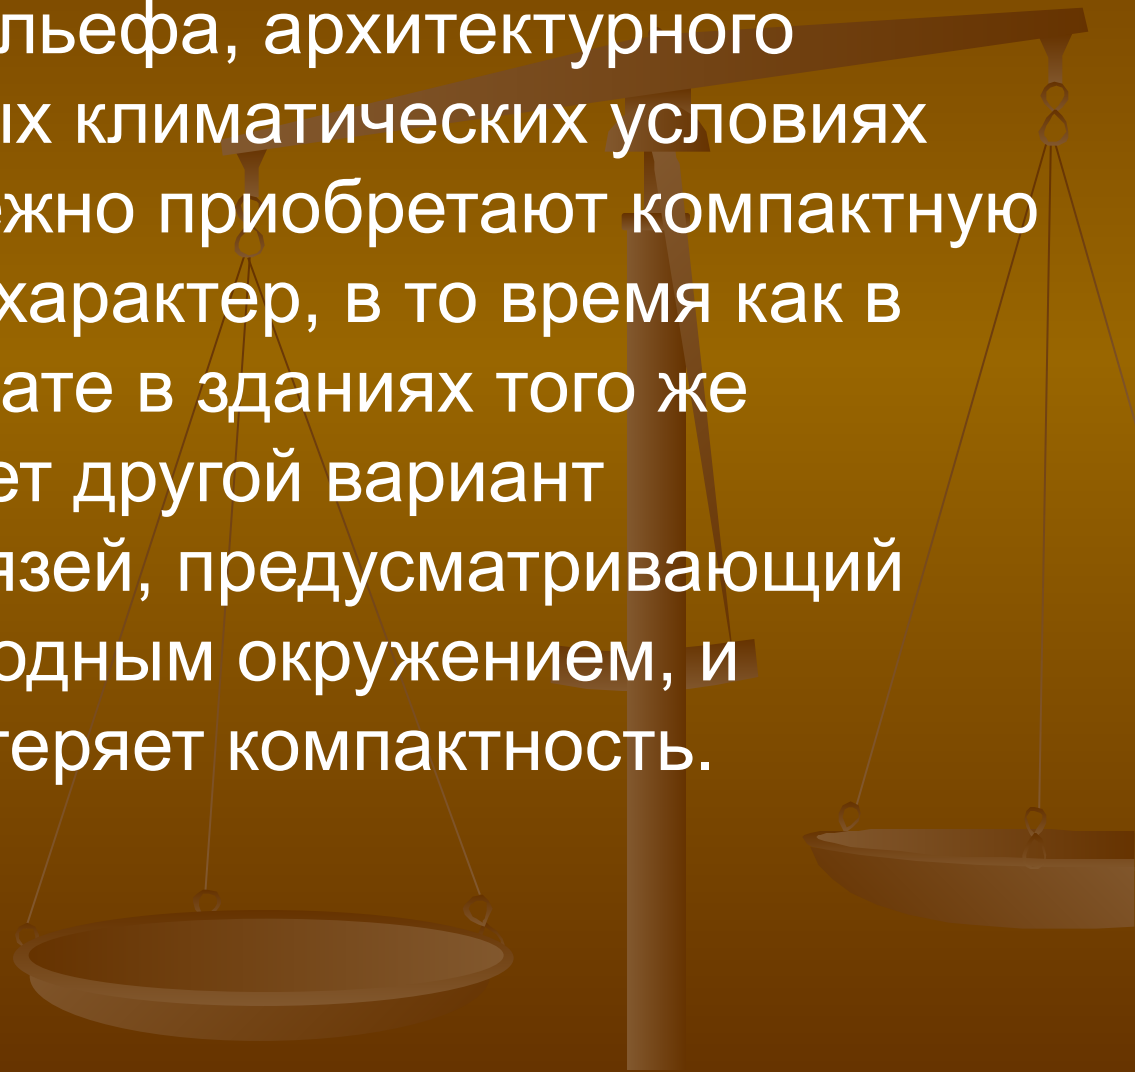 льефа, архитектурного
ых климатических условиях
ежно приобретают компактную
характер, в то время как в
ате в зданиях того же
ет другой вариант
язей, предусматривающий
одным окружением, и
теряет компактность.